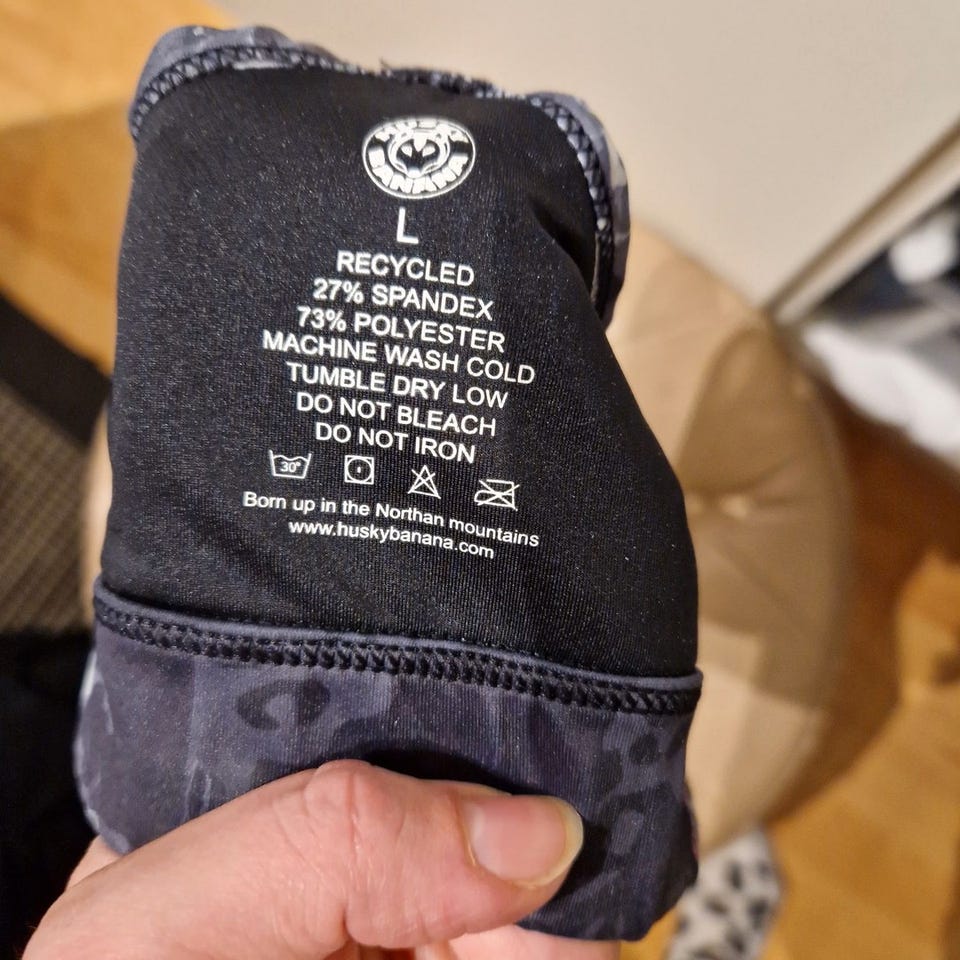 HUSKY
BANANA
L
RECYCLED
27% SPANDEX
73% POLYESTER
MACHINE WASH COLD
TUMBLE DRY LOW
DO NOT BLEACH
DO NOT IRON
30°
Born up in the Northan mountains
www.huskybanana.com